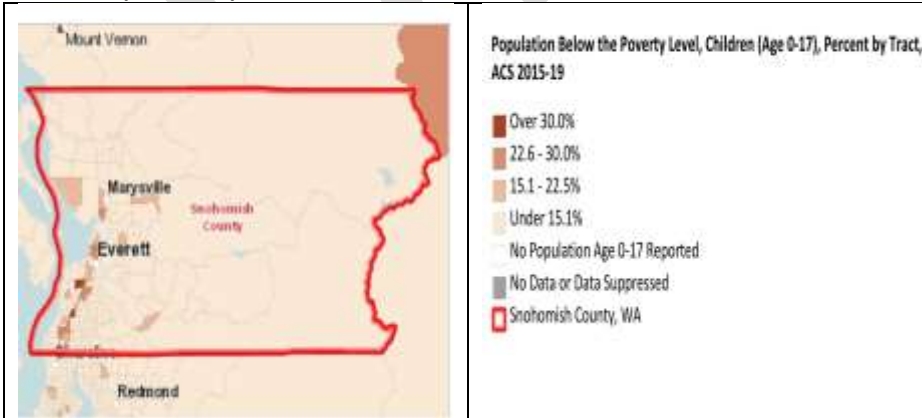 Mount Vernon
Marysville
Snohomish
County
Everett
Redmond
Population Below the Poverty Level, Children (Age 0-17), Percent by Tract,
ACS 2015-19
Over 30.0%
22.6 - 30.0%
15.1 - 22.5%
Under 15.1%
No Population Age 0-17 Reported
No Data or Data Suppressed
Snohomish County, WA